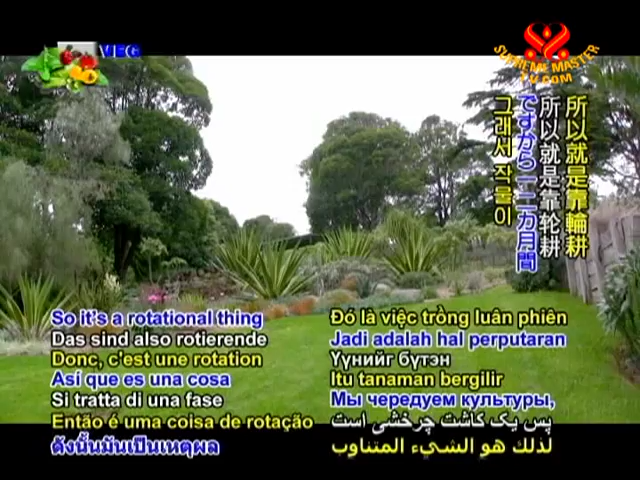 VEG
SUPREME MASTER
TV.COM
所以就是靠輪耕
所以就是靠轮耕
ですから一二カ月間
그래서 작물이
So it's a rotational thing
Das sind also rotierende
Donc, c'est une rotation
Así que es una cosa
Si tratta di una fase
Então é uma coisa de rotação
ดังนั้นมันเป็นเหตุผล
Đó là việc trồng luân phiên
Jadi adalah hal perputaran
Үүнийг бүтэн
Itu tanaman bergilir
Мы чередуем культуры,
پس یک کاشت چرخشی است
لذلك هو الشيء المتناوب